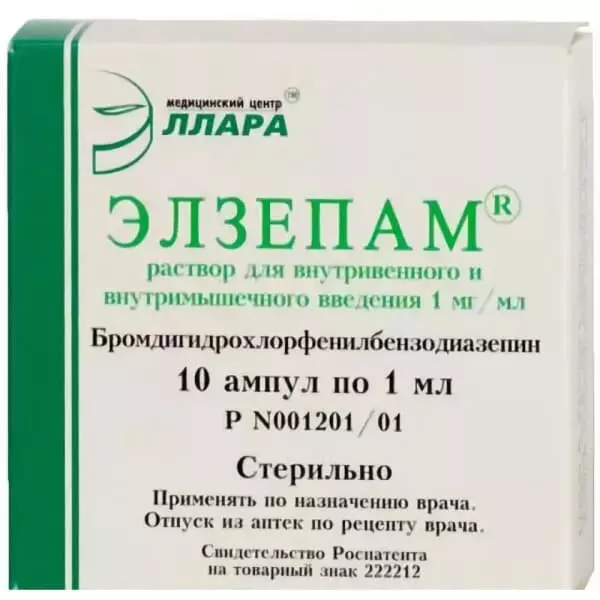 медицинский центр™
ЭЛЛАРА
ЭЛЗЕПАМ®
раствор для внутривенного и
внутримышечного введения 1 мг/мл
Бромдигидрохлорфенилбензодиазепин
10 ампул по 1 мл
Р N001201/01
Стерильно
Применять по назначению врача.
Отпуск из аптек по рецепту врача.
Свидетельство Роспатента
на товарный знак 222212